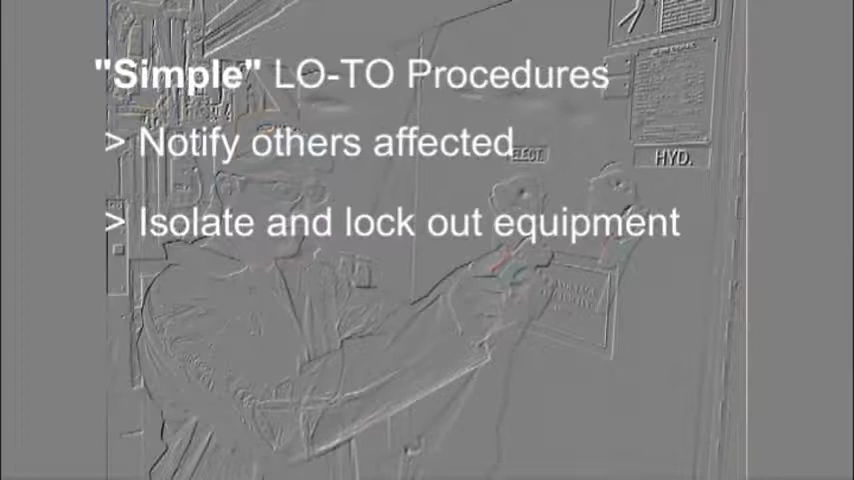 "Simple" LO-TO Procedures
> Notify others affected
ELECT.
HYD.
> Isolate and lock out equipment